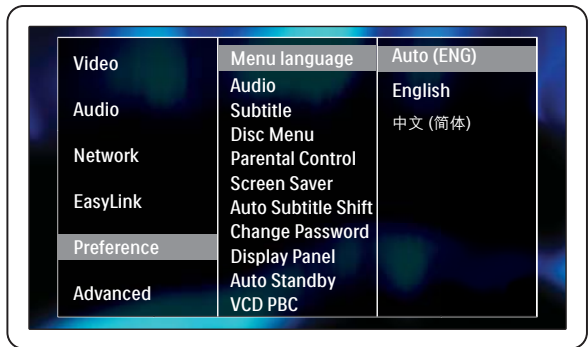 Video
Audio
Network
EasyLink
Preference
Advanced
Menu language
Audio
Subtitle
Disc Menu
Parental Control
Screen Saver
Auto Subtitle Shift
Change Password
Display Panel
Auto Standby
VCD PBC
Auto (ENG)
English
中文 (简体)